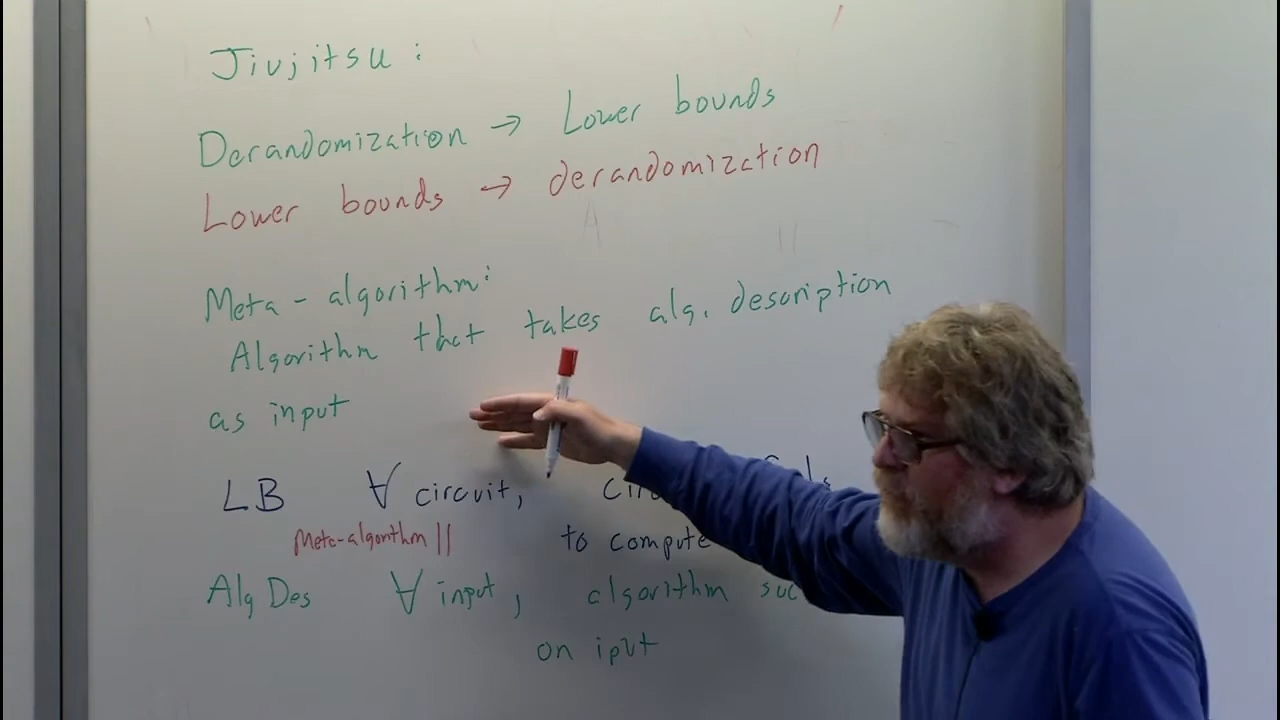 Jiujitsu :
Derandomization → Lower bounds
Lower bounds → derandomization
Meta - algorithm:
Algorithm that takes alg. description
as input
LB ∀ circuit,
Meta-algorithm || to compute
Alg Des ∀ input, algorithm
on iput